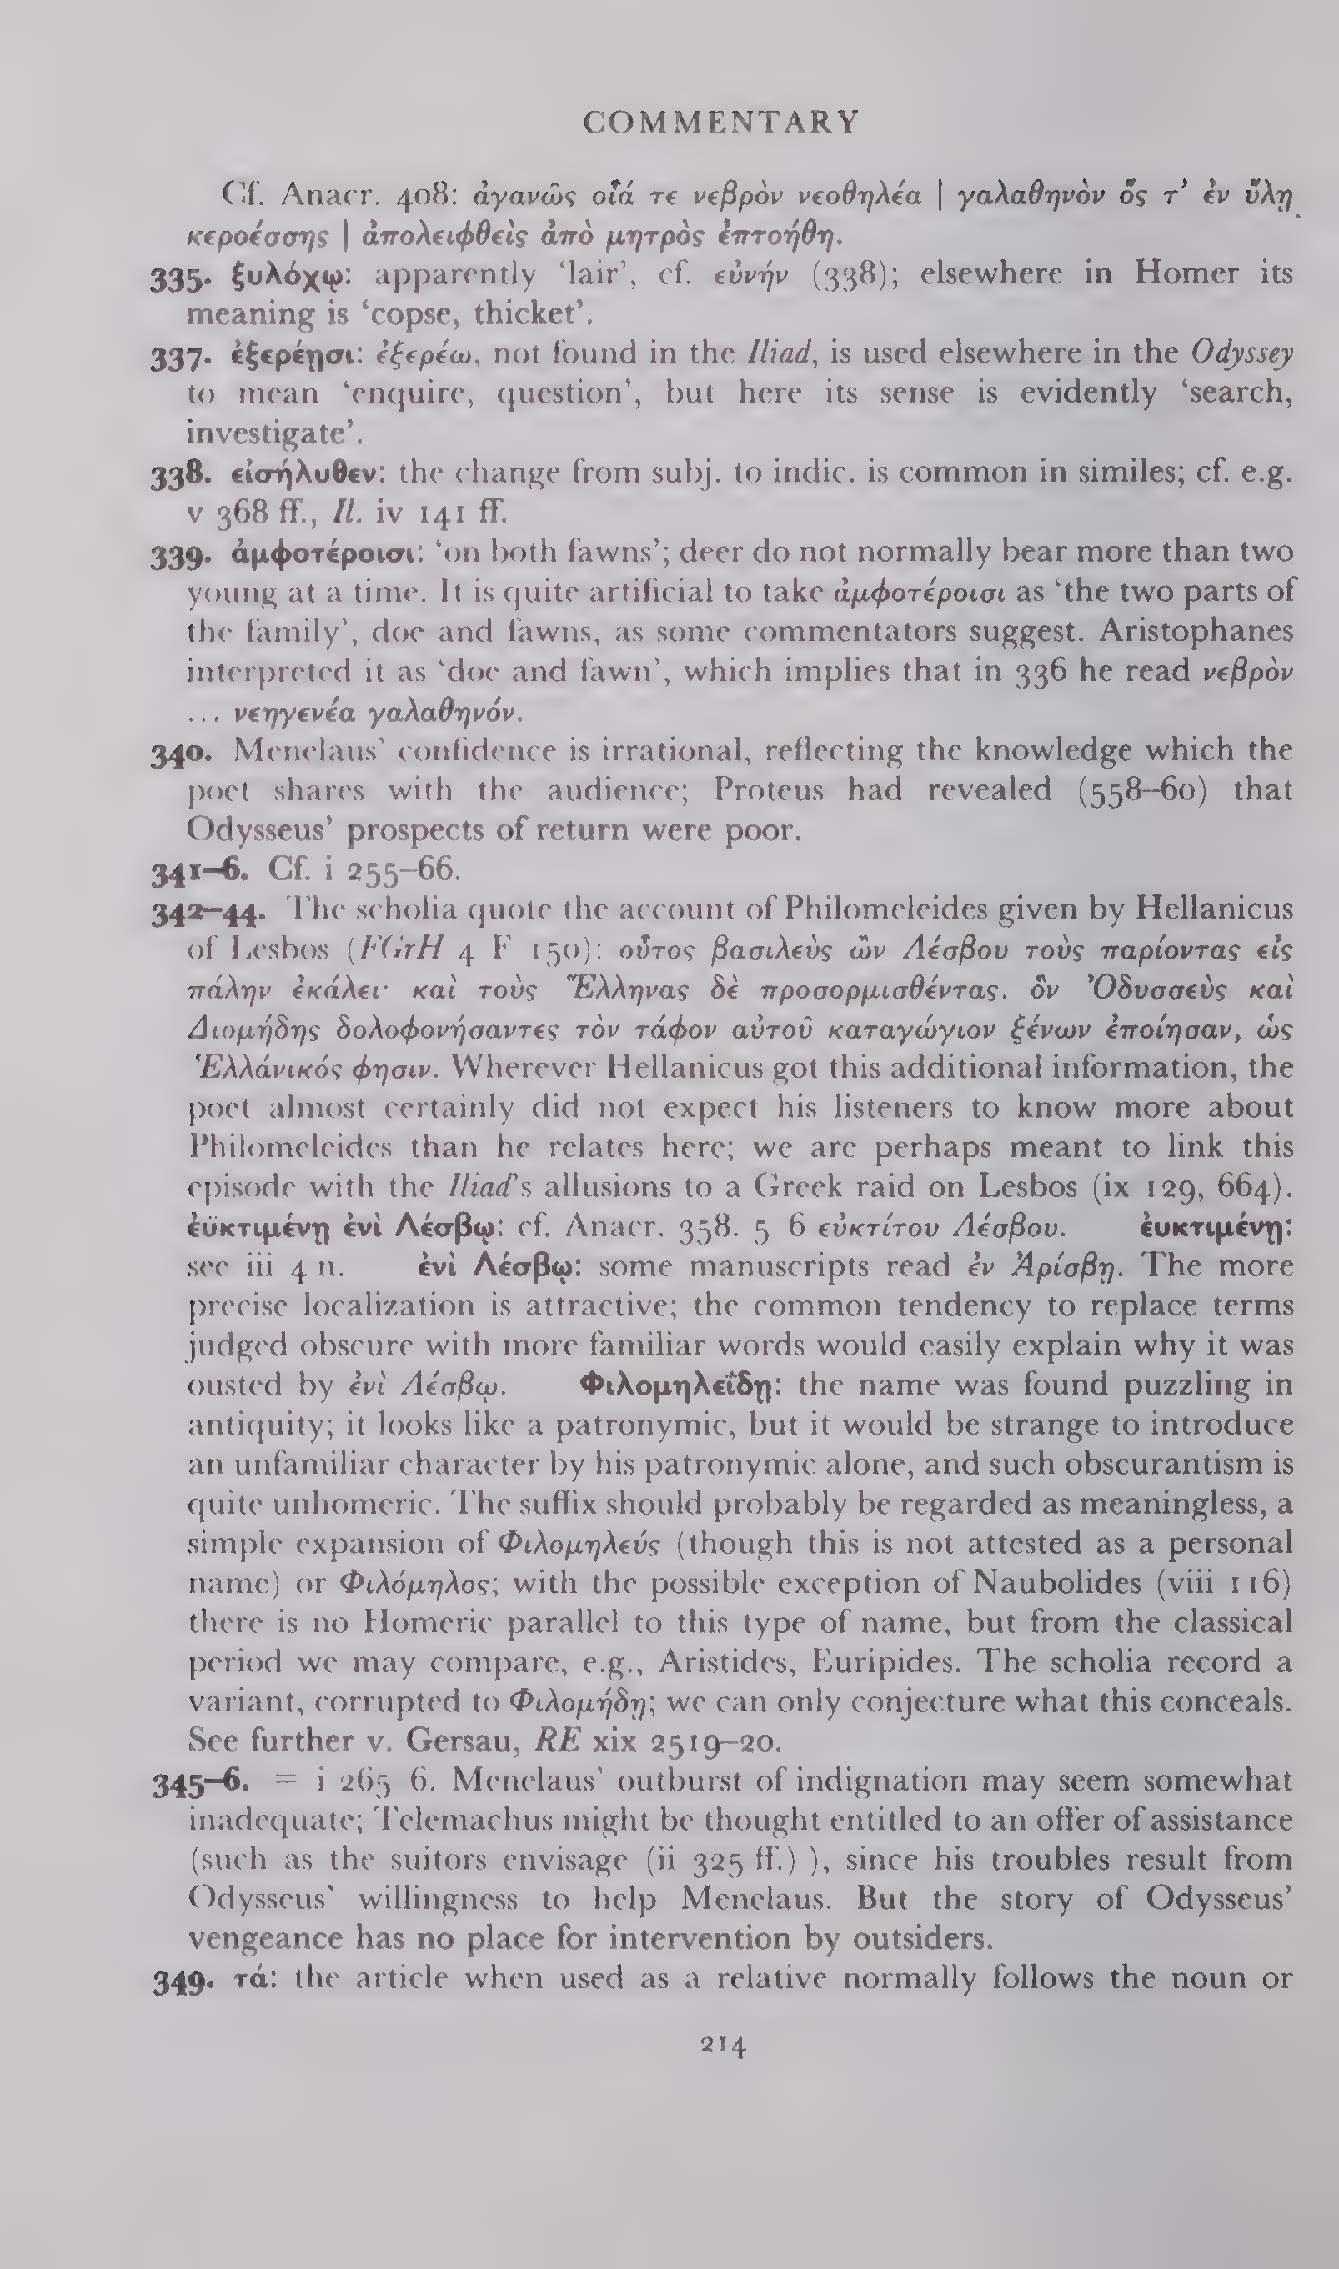 COMMENTARY
Cf. Anacr. 408: ἀγανῶς οἷά τε νεβρὸν νεοθηλέα | γαλαθηνὸν ὅς τ’ ἐν ὕλῃ
κεροέσσης | ἀπολειφθεὶς ἀπὸ μητρὸς ἐπτοήθη.
335. ξυλόχῳ: apparently ‘lair’, cf. εὐνήν (338); elsewhere in Homer its
meaning is ‘copse, thicket’.
337. ἐξερέῃσι: ἐξερέω, not found in the Iliad, is used elsewhere in the Odyssey
to mean ‘enquire, question’, but here its sense is evidently ‘search,
investigate’.
338. εἰσήλυθεν: the change from subj. to indic. is common in similes; cf. e.g.
v 368 ff., Il. iv 141 ff.
339. ἀμφοτέροισι: ‘on both fawns’; deer do not normally bear more than two
young at a time. It is quite artificial to take ἀμφοτέροισι as ‘the two parts of
the family’, doe and fawns, as some commentators suggest. Aristophanes
interpreted it as ‘doe and fawn’, which implies that in 336 he read νεβρὸν
... νεηγενέα γαλαθηνόν.
340. Menelaus’ confidence is irrational, reflecting the knowledge which the
poet shares with the audience; Proteus had revealed (558–60) that
Odysseus’ prospects of return were poor.
341–6. Cf. i 255–66.
342–44. The scholia quote the account of Philomeleides given by Hellanicus
of Lesbos (FGrH 4 F 150): οὗτος βασιλεὺς ὢν Λέσβου τοὺς παρίοντας εἰς
πάλην ἐκάλει· καὶ τοὺς Ἕλληνας δὲ προσορμισθέντας. ὃν Ὀδυσσεὺς καὶ
Διομήδης δολοφονήσαντες τὸν τάφον αὐτοῦ καταγώγιον ξένων ἐποίησαν, ὡς
Ἑλλάνικός φησιν. Wherever Hellanicus got this additional information, the
poet almost certainly did not expect his listeners to know more about
Philomeleides than he relates here; we are perhaps meant to link this
episode with the Iliad’s allusions to a Greek raid on Lesbos (ix 129, 664).
ἐϋκτιμένῃ ἐνὶ Λέσβῳ: cf. Anacr. 358. 5 6 εὐκτίτου Λέσβου. ἐυκτιμένῃ:
see iii 4 n. ἐνὶ Λέσβῳ: some manuscripts read ἐν Ἀρίσβῃ. The more
precise localization is attractive; the common tendency to replace terms
judged obscure with more familiar words would easily explain why it was
ousted by ἐνὶ Λέσβῳ. Φιλομηλεΐδῃ: the name was found puzzling in
antiquity; it looks like a patronymic, but it would be strange to introduce
an unfamiliar character by his patronymic alone, and such obscurantism is
quite unhomeric. The suffix should probably be regarded as meaningless, a
simple expansion of Φιλομηλεύς (though this is not attested as a personal
name) or Φιλόμηλος; with the possible exception of Naubolides (viii 116)
there is no Homeric parallel to this type of name, but from the classical
period we may compare, e.g., Aristides, Euripides. The scholia record a
variant, corrupted to Φιλομήδῃ; we can only conjecture what this conceals.
See further v. Gersau, RE xix 2519–20.
345–6. = i 265 6. Menelaus’ outburst of indignation may seem somewhat
inadequate; Telemachus might be thought entitled to an offer of assistance
(such as the suitors envisage (ii 325 ff.) ), since his troubles result from
Odysseus’ willingness to help Menelaus. But the story of Odysseus’
vengeance has no place for intervention by outsiders.
349. τά: the article when used as a relative normally follows the noun or
214